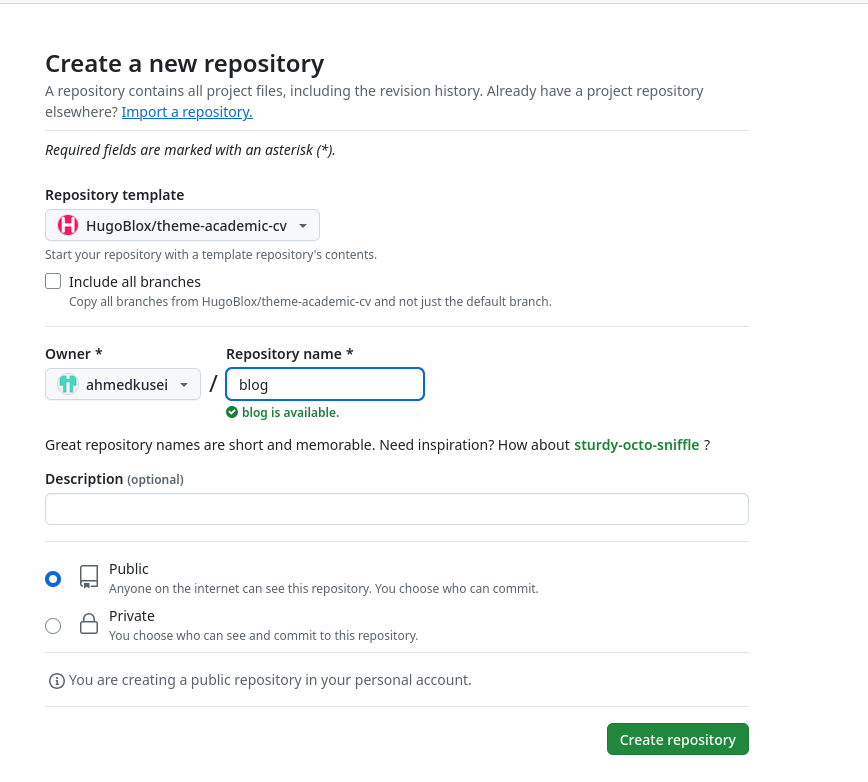 Create a new repository
A repository contains all project files, including the revision history. Already have a project repository
elsewhere? Import a repository.
Required fields are marked with an asterisk (*).
Repository template
HugoBlox/theme-academic-cv
Start your repository with a template repository's contents.
Include all branches
Copy all branches from HugoBlox/theme-academic-cv and not just the default branch.
Owner * Repository name *
ahmedkusei / blog
blog is available.
Great repository names are short and memorable. Need inspiration? How about sturdy-octo-sniffle ?
Description (optional)
Public
Anyone on the internet can see this repository. You choose who can commit.
Private
You choose who can see and commit to this repository.
You are creating a public repository in your personal account.
Create repository